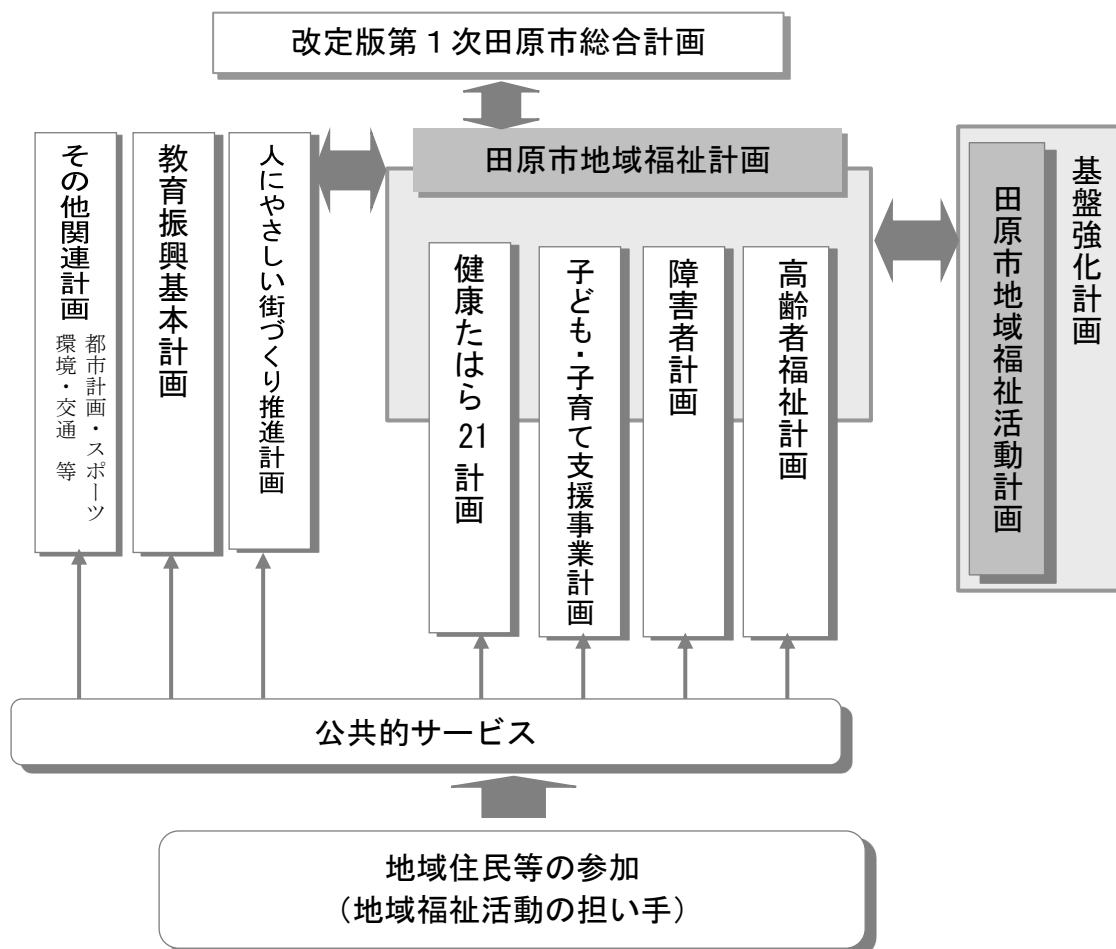 改定版第１次田原市総合計画
田原市地域福祉計画
その他関連計画
都市計画・スポーツ
環境・交通　等
教育振興基本計画
人にやさしい街づくり推進計画
健康たはら21計画
子ども・子育て支援事業計画
障害者計画
高齢者福祉計画
田原市地域福祉活動計画
基盤強化計画
公共的サービス
地域住民等の参加
（地域福祉活動の担い手）